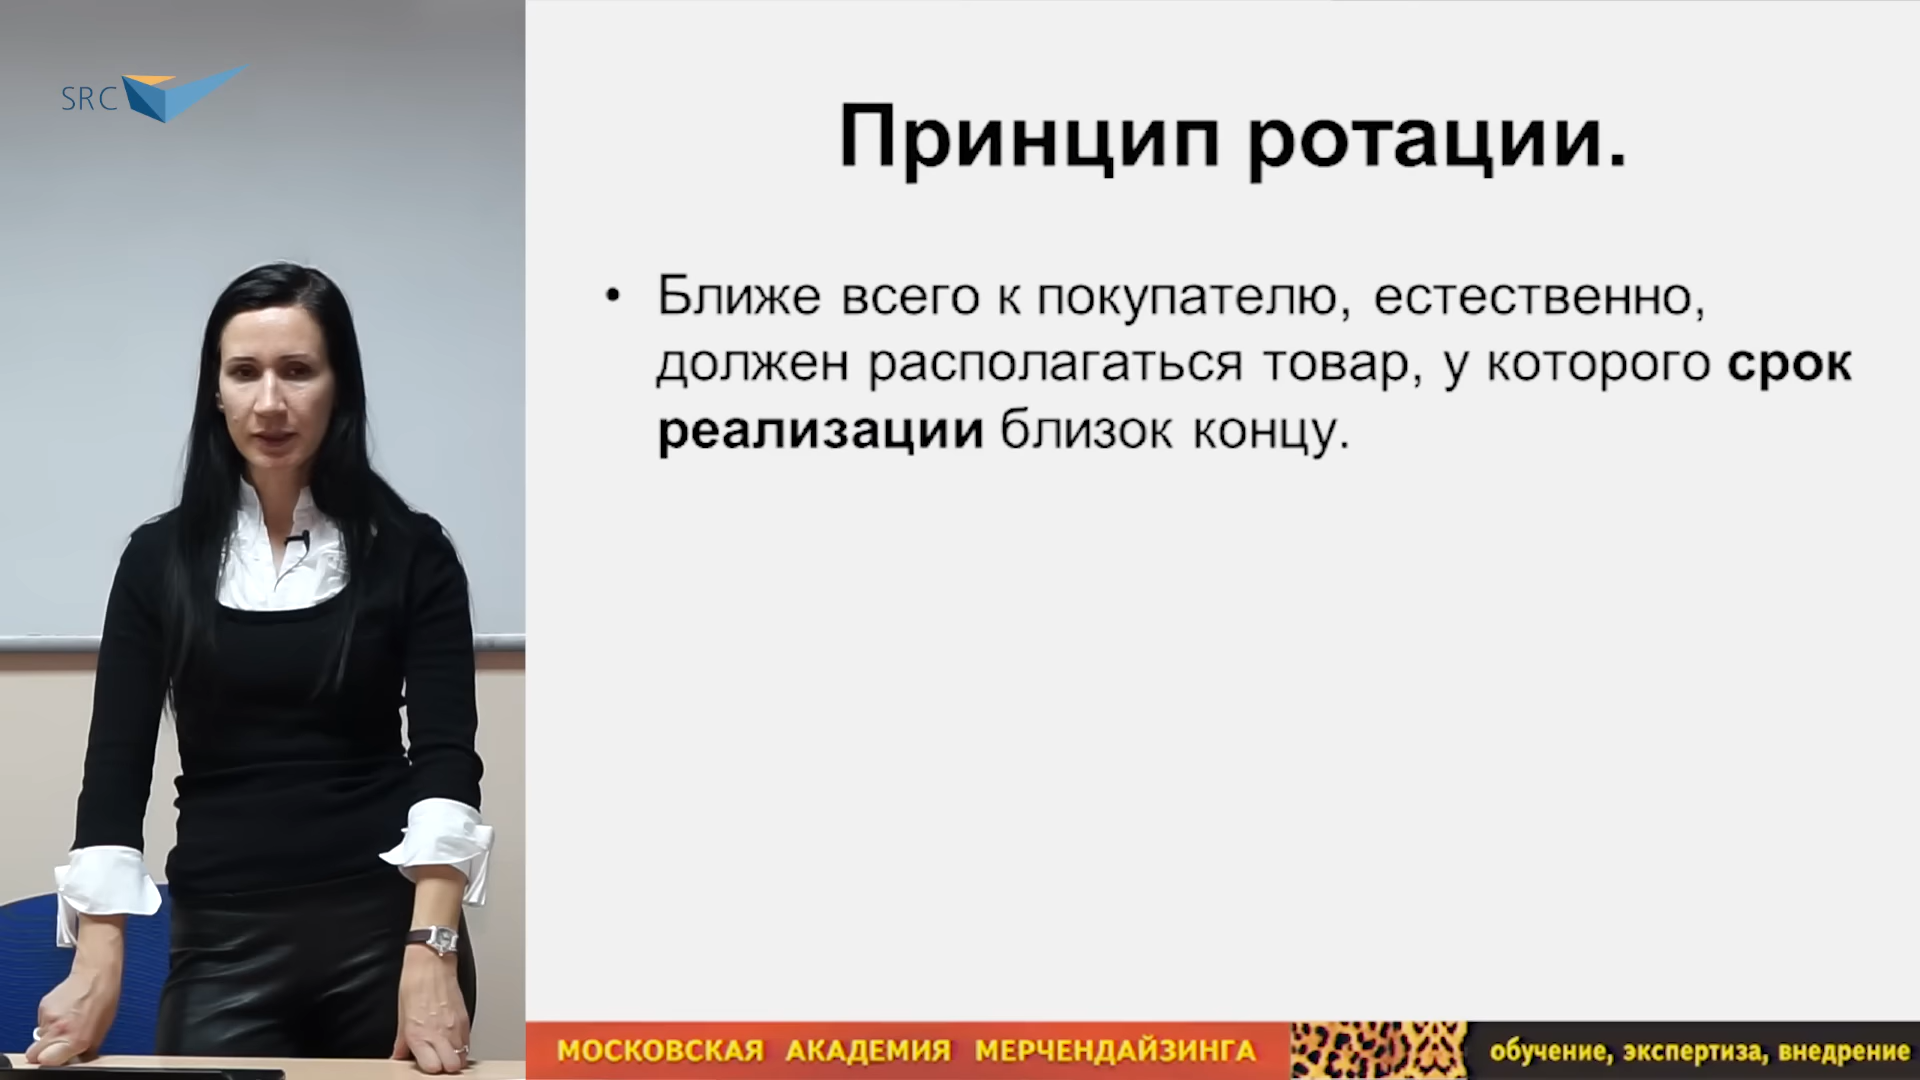 SRC
Принцип ротации.
• Ближе всего к покупателю, естественно,
должен располагаться товар, у которого срок
реализации близок концу.
МОСКОВСКАЯ АКАДЕМИЯ МЕРЧЕНДАЙЗИНГА
обучение, экспертиза, внедрение